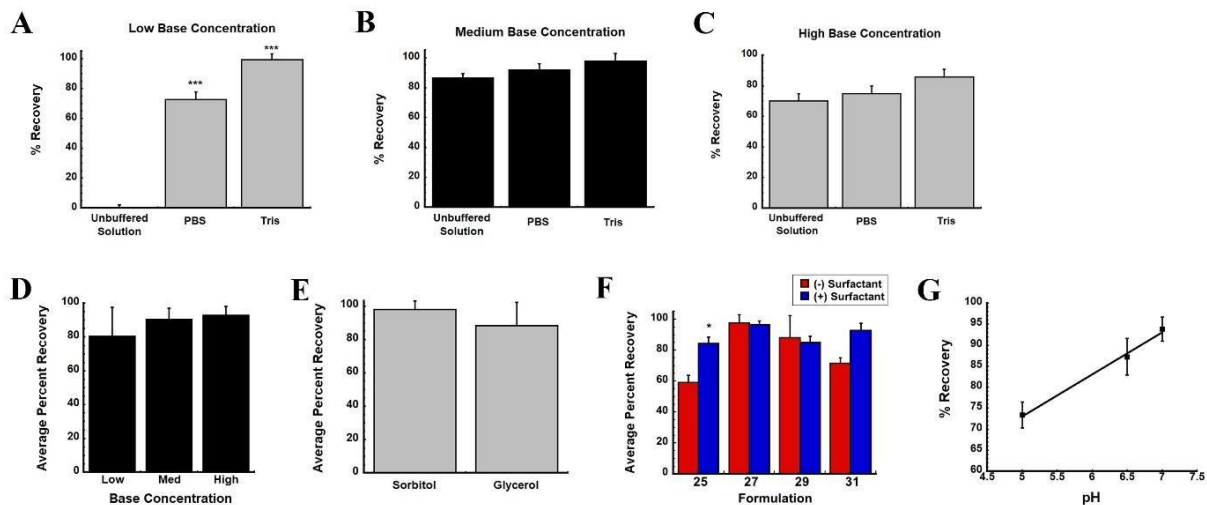 A
Low Base Concentration
% Recovery
100
80
60
40
20
0
***
***
Unbuffered
Solution
PBS
Tris
B
Medium Base Concentration
% Recovery
100
80
60
40
20
0
Unbuffered
Solution
PBS
Tris
C
High Base Concentration
% Recovery
100
80
60
40
20
0
Unbuffered
Solution
PBS
Tris
D
Average Percent Recovery
100
80
60
40
20
0
Low Med High
Base Concentration
E
Average Percent Recovery
100
80
60
40
20
0
Sorbitol Glycerol
F
(-) Surfactant
(+) Surfactant
Average Percent Recovery
100
80
60
40
20
0
*
25 27 29 31
Formulation
G
% Recovery
100
95
90
85
80
75
70
65
60
4.5 5 5.5 6 6.5 7 7.5
pH